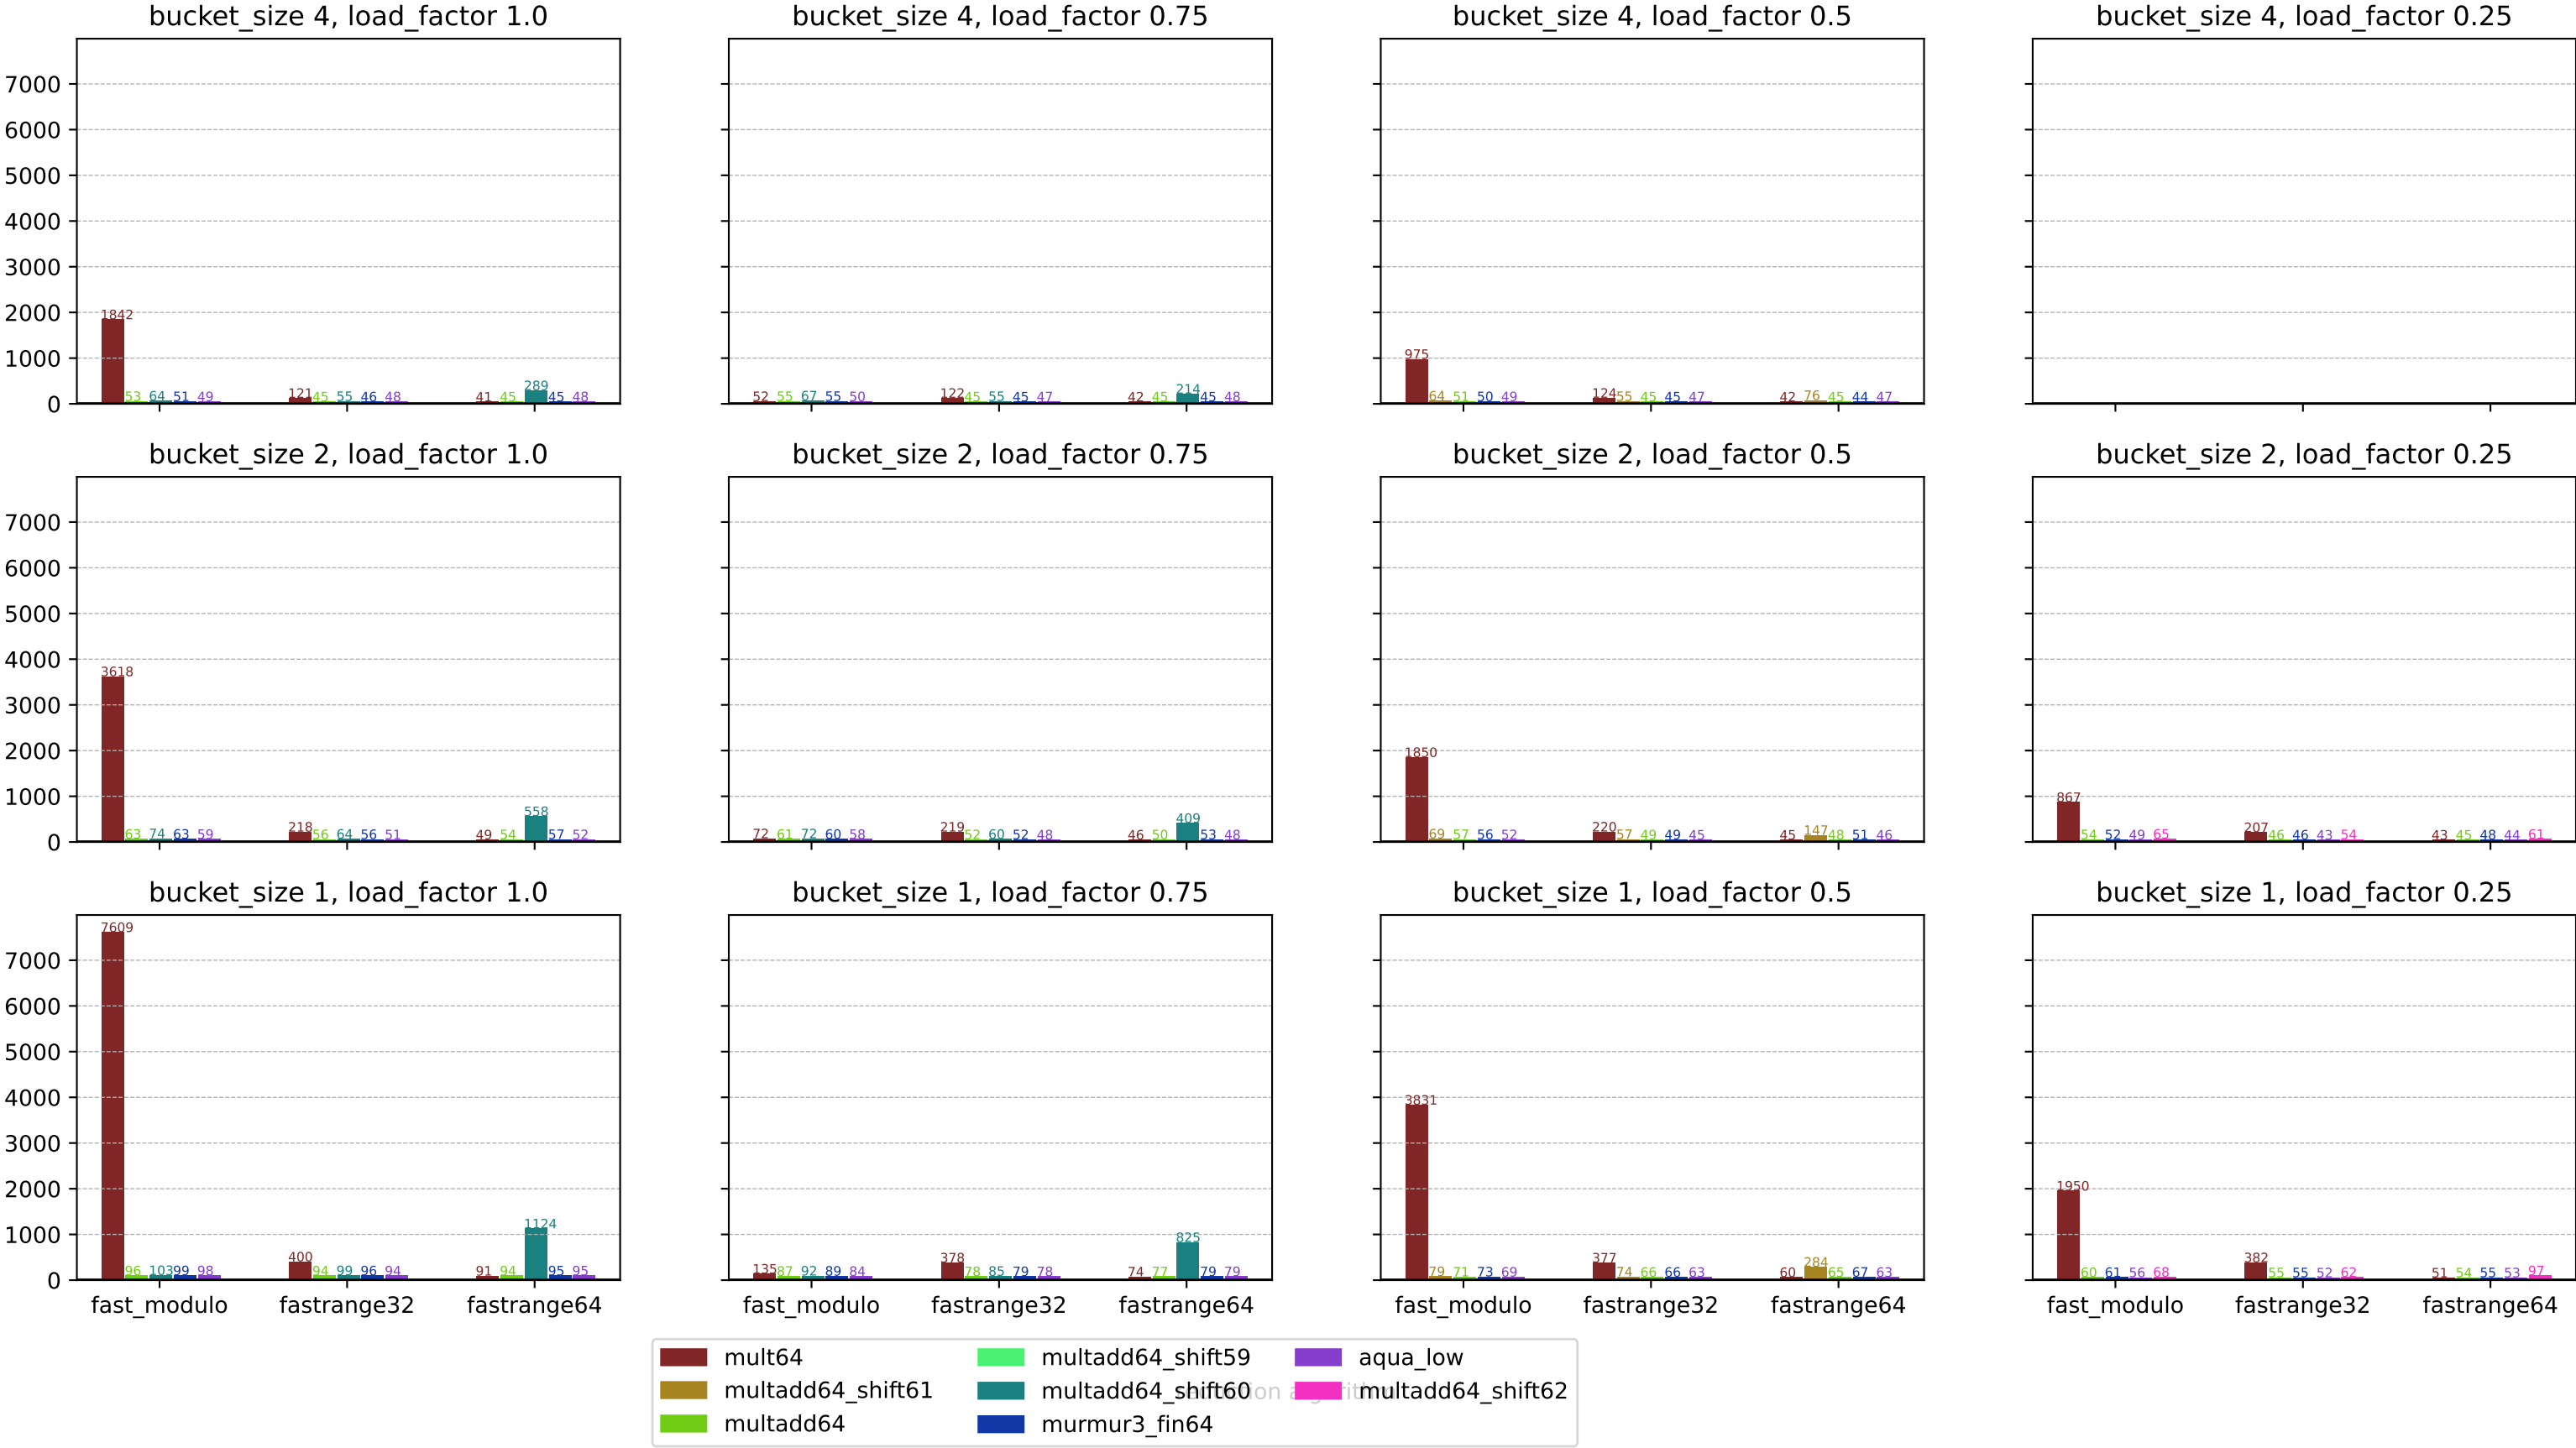 bucket_size 4, load_factor 1.0
bucket_size 4, load_factor 0.75
bucket_size 4, load_factor 0.5
bucket_size 4, load_factor 0.25
7000
6000
5000
4000
3000
2000
1000
0
1842 53 64 51 49 121 45 55 46 48 41 45 289 45 48
52 55 67 55 50 122 45 55 45 47 42 45 214 45 48
975 64 51 50 49 124 55 45 45 47 42 76 45 44 47
bucket_size 2, load_factor 1.0
bucket_size 2, load_factor 0.75
bucket_size 2, load_factor 0.5
bucket_size 2, load_factor 0.25
7000
6000
5000
4000
3000
2000
1000
0
3618 63 74 63 59 218 56 64 56 51 49 54 558 57 52
72 61 72 60 58 219 52 60 52 48 46 50 409 53 48
1850 69 57 56 52 220 57 49 49 45 45 147 48 51 46
867 54 52 49 65 207 46 46 43 54 43 45 48 44 61
bucket_size 1, load_factor 1.0
bucket_size 1, load_factor 0.75
bucket_size 1, load_factor 0.5
bucket_size 1, load_factor 0.25
7000
6000
5000
4000
3000
2000
1000
0
7609 96 103 99 98 400 94 99 96 94 91 94 1124 95 95
135 87 92 89 84 378 78 85 79 78 74 77 825 79 79
3831 79 71 73 69 377 74 66 66 63 60 284 65 67 63
1950 60 61 56 68 382 55 55 52 62 51 54 55 53 97
fast_modulo fastrange32 fastrange64
fast_modulo fastrange32 fastrange64
fast_modulo fastrange32 fastrange64
fast_modulo fastrange32 fastrange64
mult64
multadd64_shift61
multadd64
multadd64_shift59
multadd64_shift60
murmur3_fin64
aqua_low
multadd64_shift62